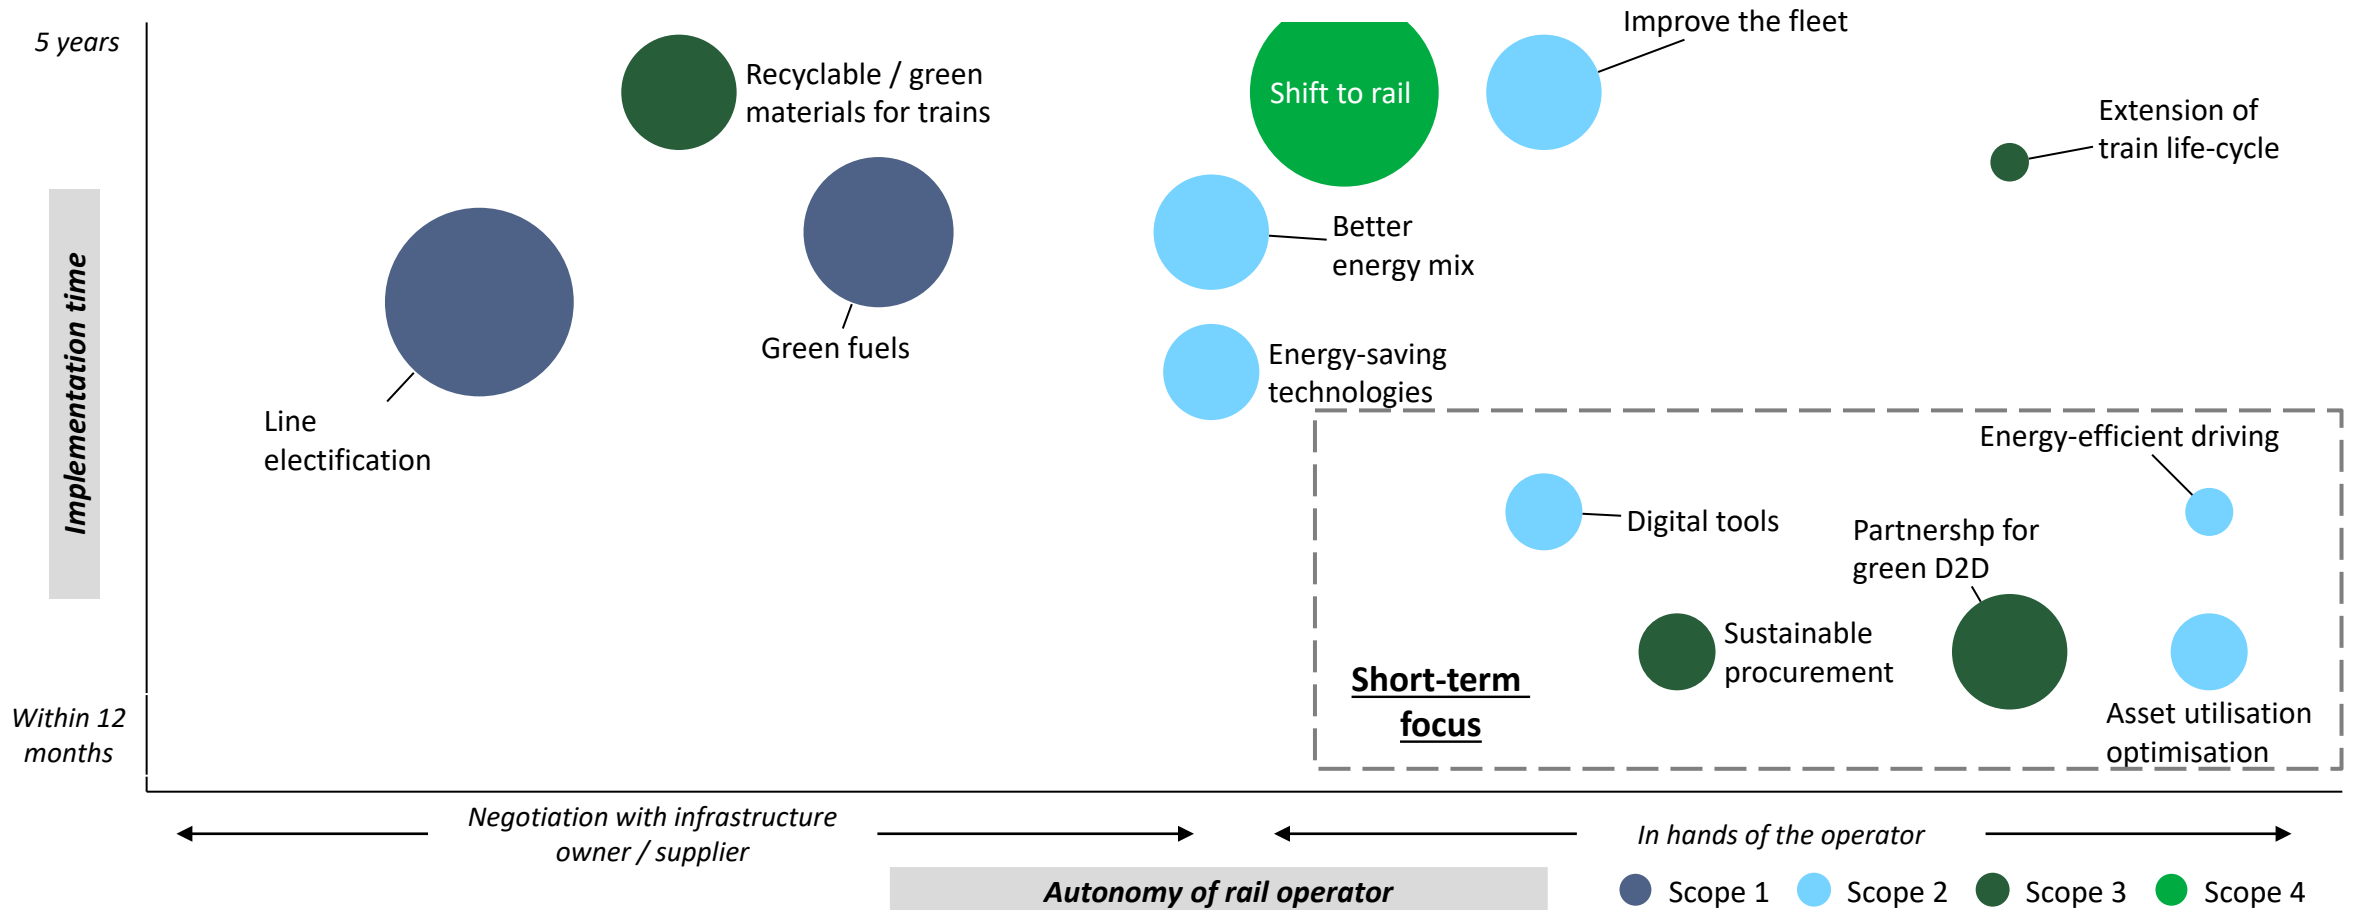 5 years
Implementation time
Within 12
months
Recyclable / green
materials for trains
Shift to rail
Improve the fleet
Extension of
train life-cycle
Better
energy mix
Green fuels
Energy-saving
technologies
Line
electification
Energy-efficient driving
Digital tools
Partnershp for
green D2D
Sustainable
procurement
Short-term
focus
Asset utilisation
optimisation
Negotiation with infrastructure
owner / supplier
In hands of the operator
Autonomy of rail operator
Scope 1
Scope 2
Scope 3
Scope 4